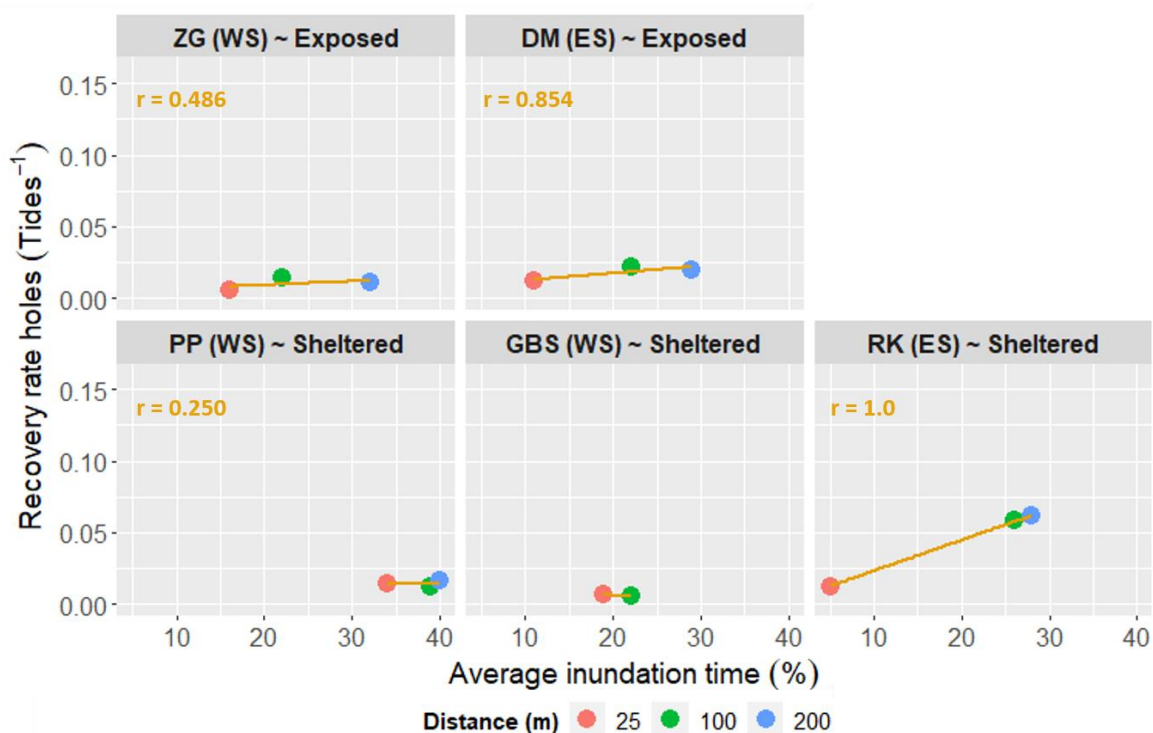 ZG (WS) ~ Exposed
DM (ES) ~ Exposed
0.15
0.10
0.05
0.00
r = 0.486
r = 0.854
Recovery rate holes (Tides⁻¹)
PP (WS) ~ Sheltered
GBS (WS) ~ Sheltered
RK (ES) ~ Sheltered
0.15
0.10
0.05
0.00
r = 0.250
r = 1.0
10 20 30 40 10 20 30 40 10 20 30 40
Average inundation time (%)
Distance (m) 25 100 200